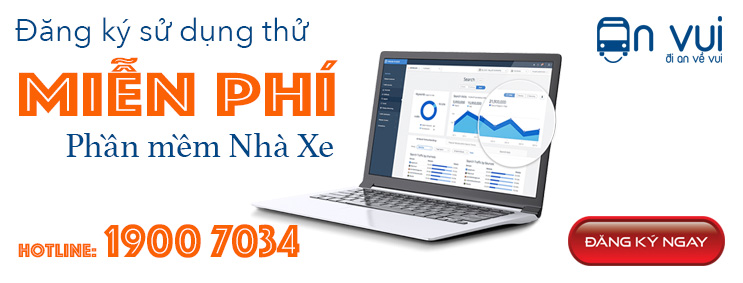 Đăng ký sử dụng thử
MIỄN PHÍ
Phần mềm Nhà Xe
HOTLINE: 1900 7034
An vui
đi an về vui
Search
ĐĂNG KÝ NGAY